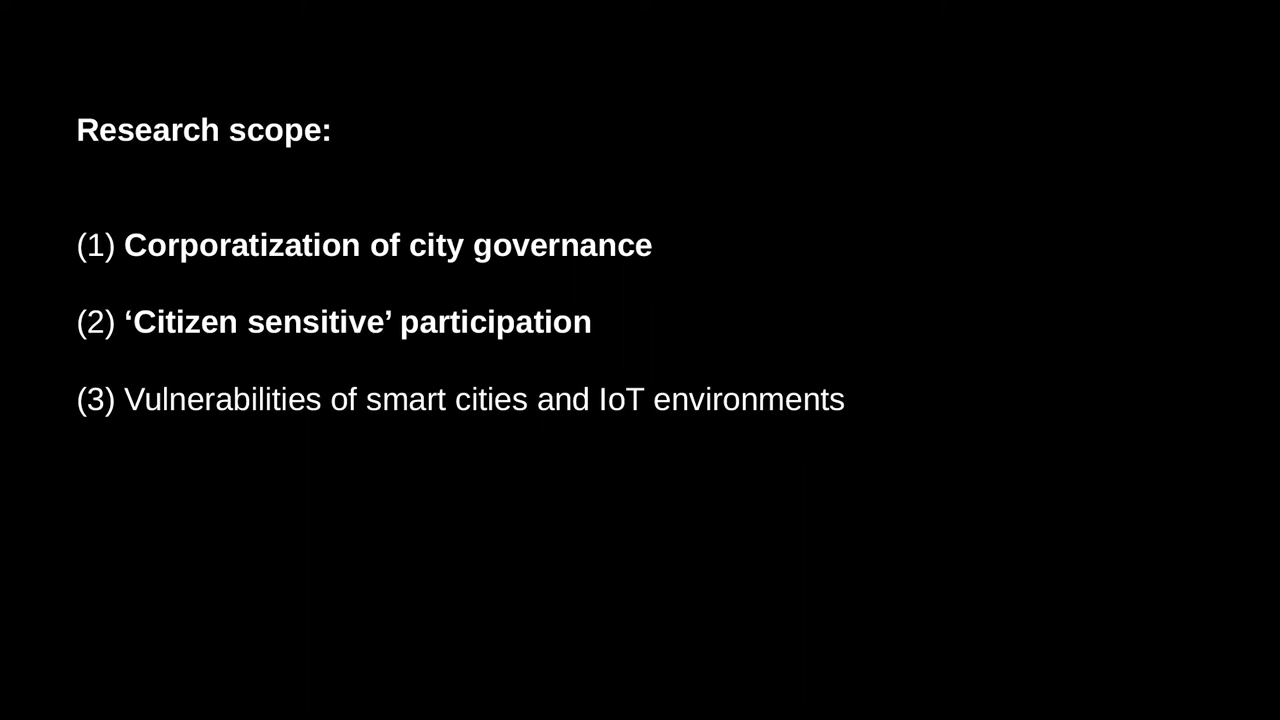 Research scope:
(1) Corporatization of city governance
(2) ‘Citizen sensitive’ participation
(3) Vulnerabilities of smart cities and IoT environments